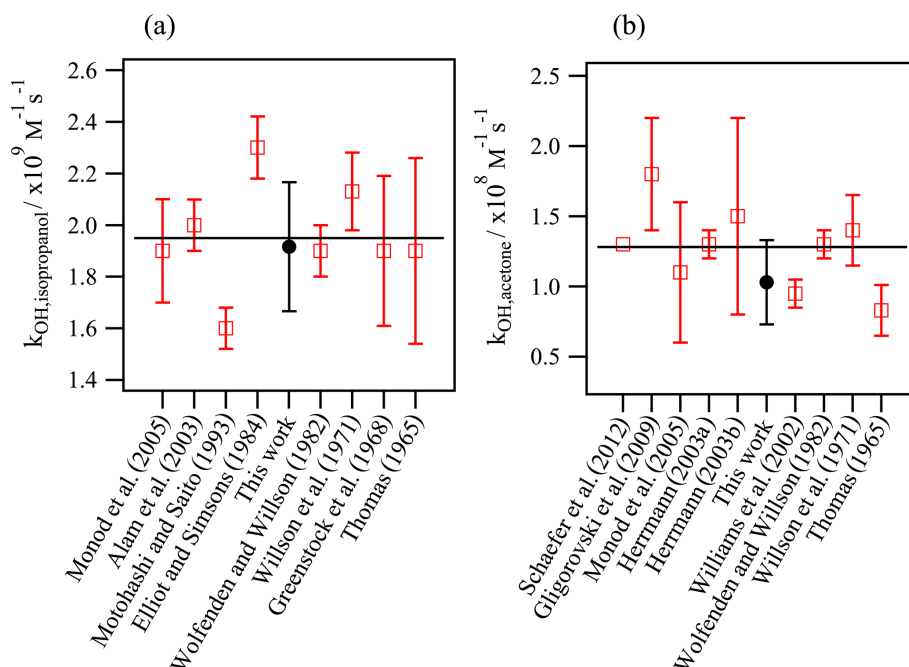 (a)
k_OH,isopropanol / x10^9 M^-1 s^-1
2.6
2.4
2.2
2.0
1.8
1.6
1.4
Monod et al. (2005)
Alam et al. (2003)
Motohashi and Saito (1993)
Elliot and Simsons (1984)
This work
Wolfenden and Willson (1982)
Willson et al. (1971)
Greenstock et al. (1968)
Thomas (1965)
(b)
k_OH,acetone / x10^8 M^-1 s^-1
2.5
2.0
1.5
1.0
0.5
Schaefer et al. (2012)
Gligorovski et al. (2009)
Monod et al. (2005)
Herrmann (2003a)
Herrmann (2003b)
This work
Williams et al. (2002)
Wolfenden and Willson (1982)
Willson et al. (1971)
Thomas (1965)